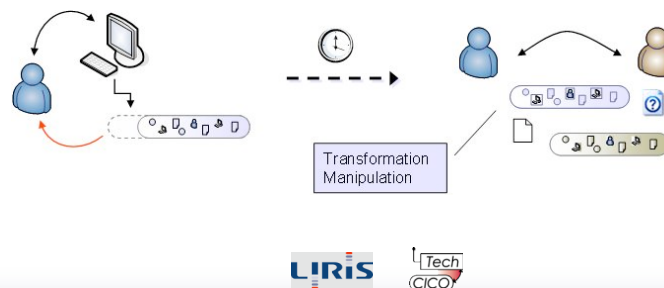 Transformation
Manipulation
LIRIS
Tech
CICO